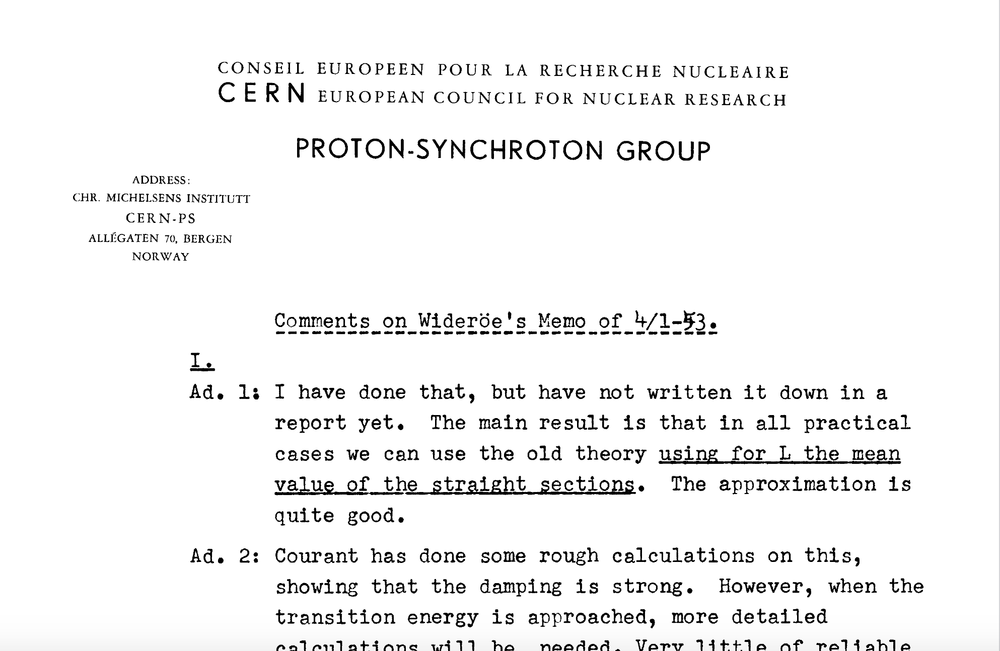 CONSEIL EUROPEEN POUR LA RECHERCHE NUCLEAIRE
CERN EUROPEAN COUNCIL FOR NUCLEAR RESEARCH
PROTON-SYNCHROTON GROUP
ADDRESS:
CHR. MICHELSENS INSTITUTT
CERN-PS
ALLÉGATEN 70, BERGEN
NORWAY
Comments on Wideröe's Memo of 4/1-53.
I.
Ad. 1: I have done that, but have not written it down in a
report yet. The main result is that in all practical
cases we can use the old theory using for L the mean
value of the straight sections. The approximation is
quite good.
Ad. 2: Courant has done some rough calculations on this,
showing that the damping is strong. However, when the
transition energy is approached, more detailed
calculations will be needed. Very little of reliable